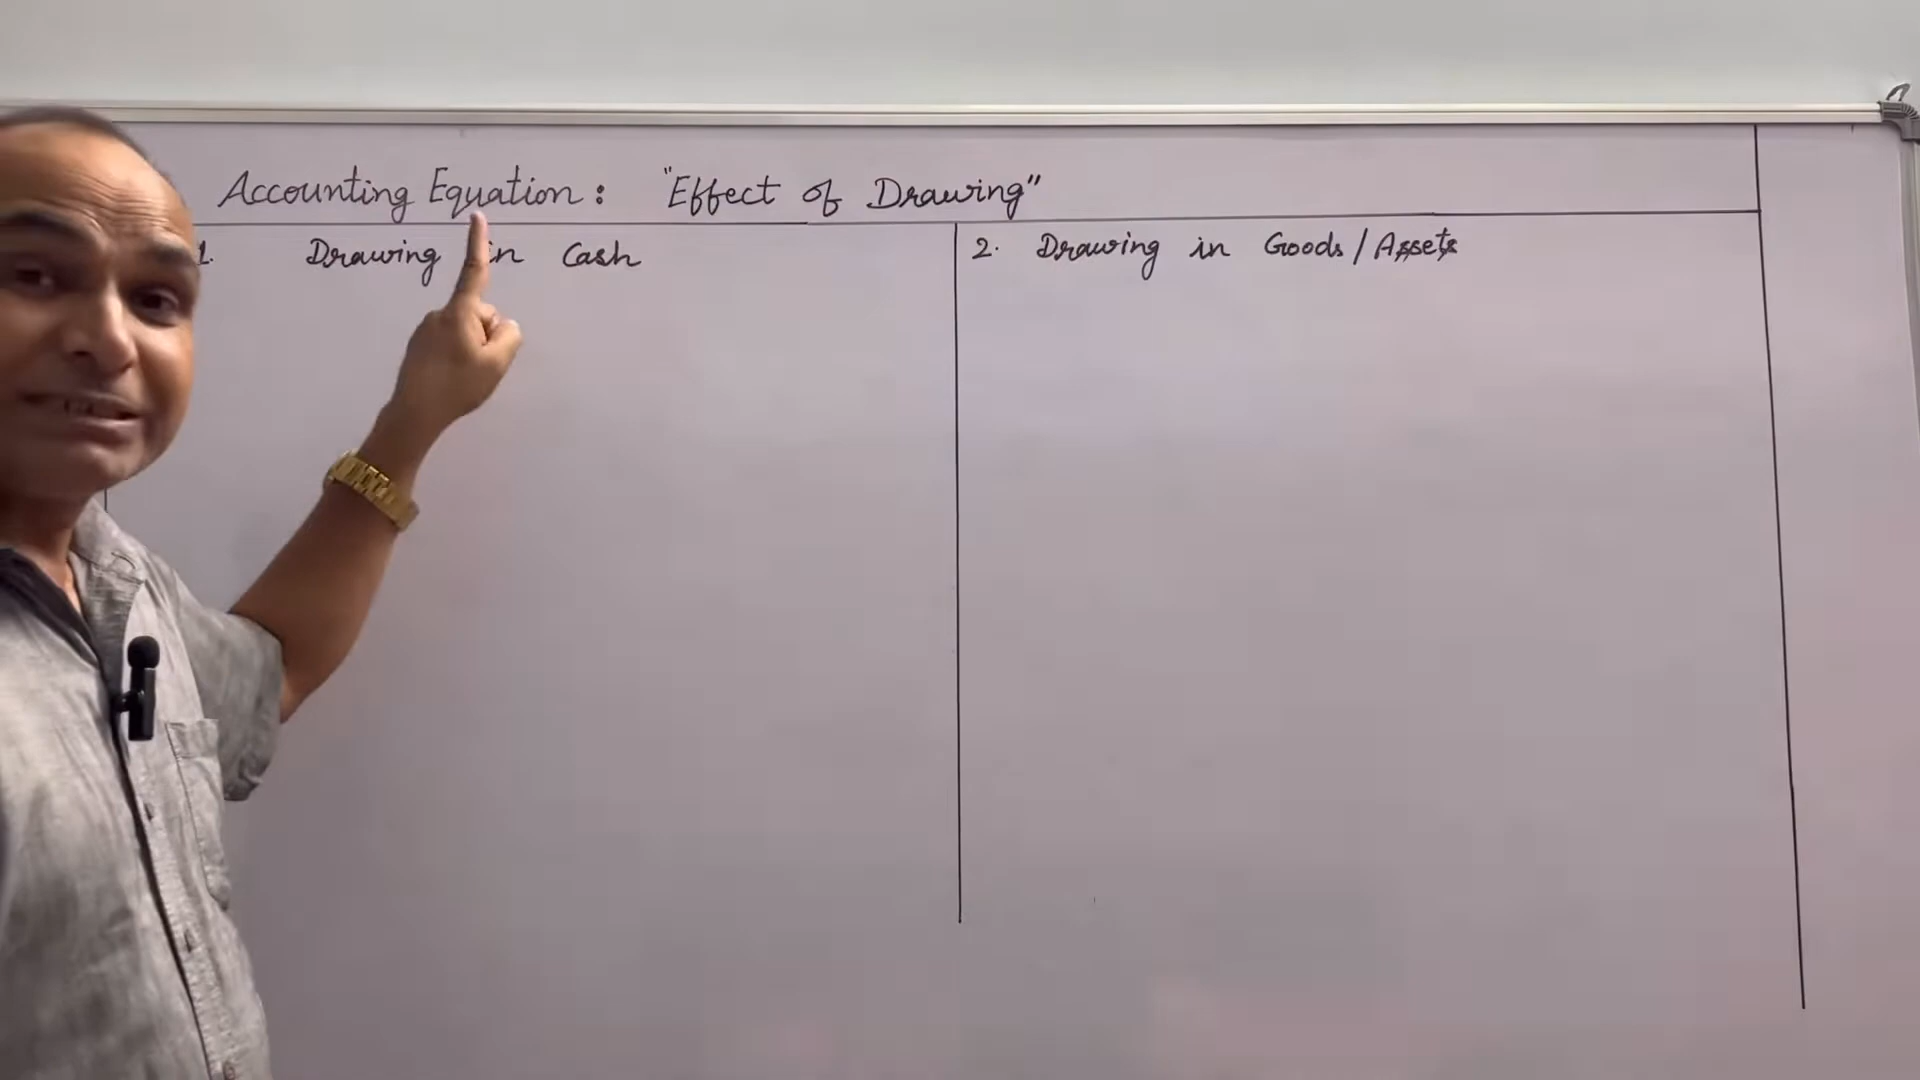 Accounting Equation: "Effect of Drawing"
1. Drawing in Cash
2. Drawing in Goods/Assets